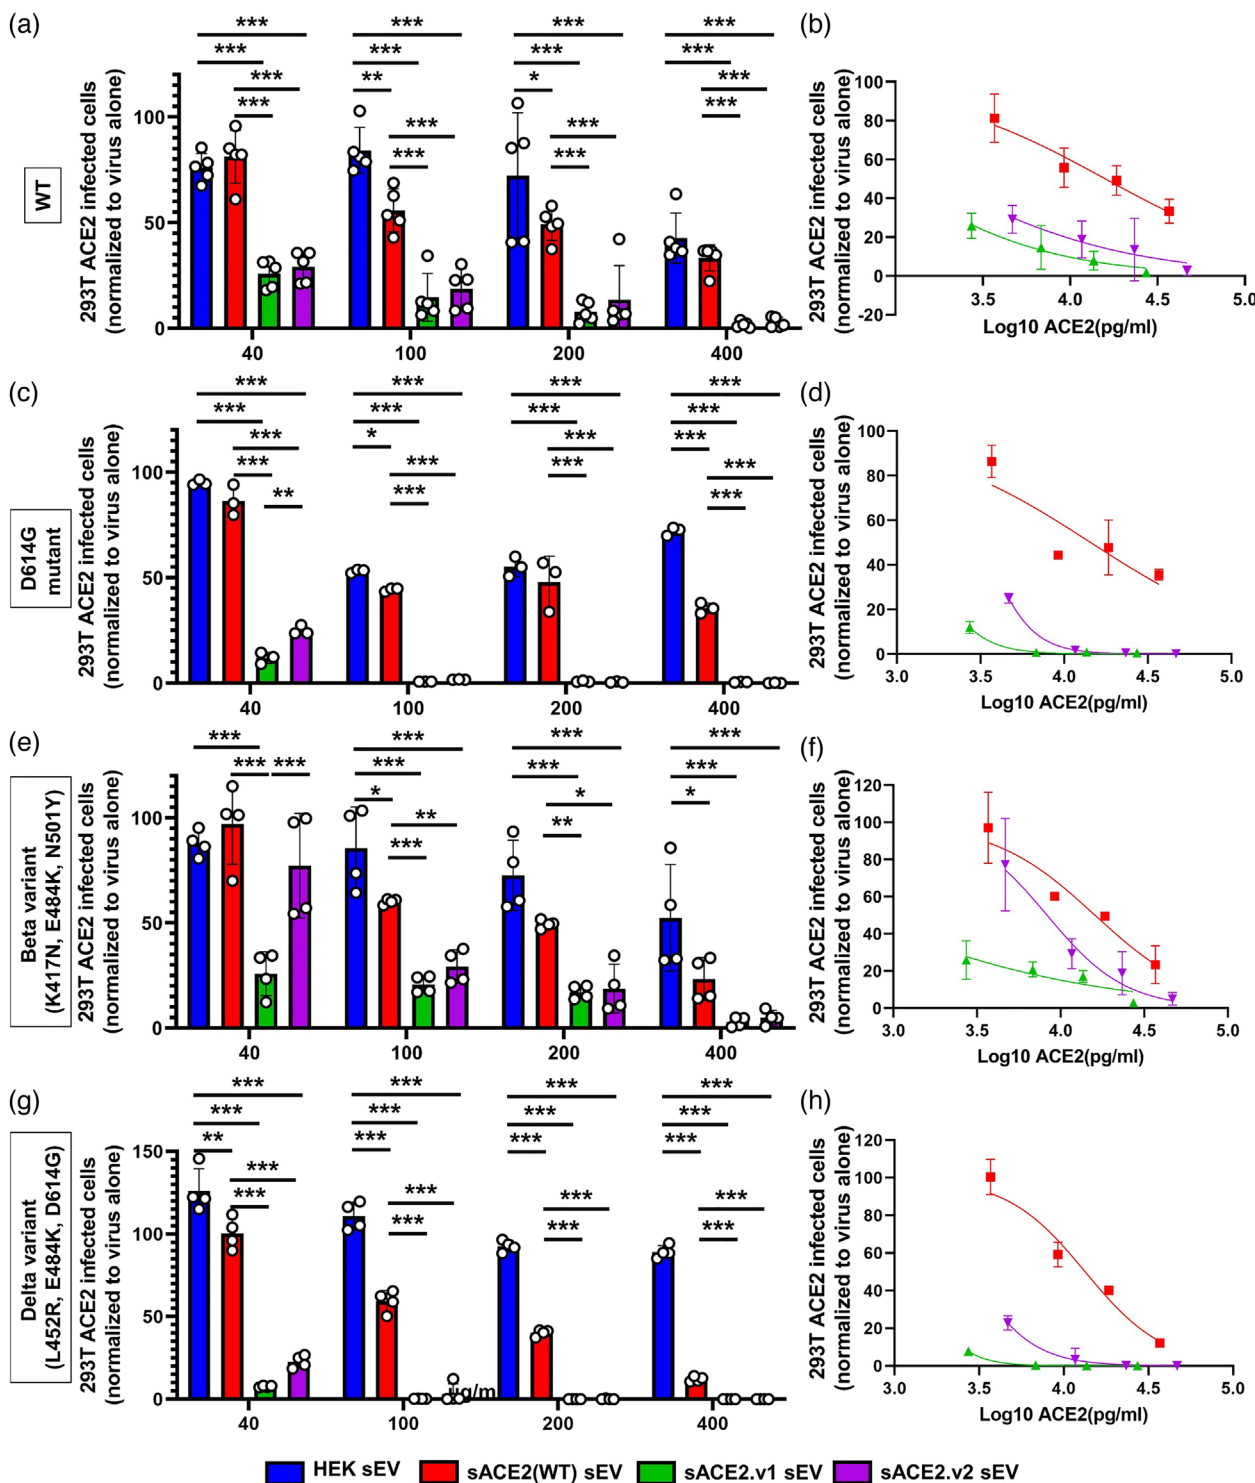 (a)
WT
293T ACE2 infected cells
(normalized to virus alone)
*** *** *** ***
*** *** *** ***
*** ** * ***
*** *** *** ***
*** ***
100
50
0
40 100 200 400
(b)
293T ACE2 infected cells
(normalized to virus alone)
100
80
60
40
20
0
-20
3.5 4.0 4.5 5.0
Log10 ACE2(pg/ml)
(c)
D614G
mutant
293T ACE2 infected cells
(normalized to virus alone)
*** *** *** ***
*** *** *** ***
*** * *** ***
*** *** *** ***
** *** ***
100
50
0
40 100 200 400
(d)
293T ACE2 infected cells
(normalized to virus alone)
100
80
60
40
20
0
3.0 3.5 4.0 4.5 5.0
Log10 ACE2(pg/ml)
(e)
Beta variant
(K417N, E484K, N501Y)
293T ACE2 infected cells
(normalized to virus alone)
*** *** *** ***
*** *** *** *** ***
* * *
** **
***
100
50
0
40 100 200 400
(f)
293T ACE2 infected cells
(normalized to virus alone)
120
100
80
60
40
20
0
3.0 3.5 4.0 4.5 5.0
Log10 ACE2(pg/ml)
(g)
Delta variant
(L452R, E484K, D614G)
293T ACE2 infected cells
(normalized to virus alone)
*** *** *** ***
*** *** *** ***
** *** *** ***
*** *** *** ***
*** *** *** ***
150
100
50
0
40 100 200 400
g/m
(h)
293T ACE2 infected cells
(normalized to virus alone)
120
100
80
60
40
20
0
3.0 3.5 4.0 4.5 5.0
Log10 ACE2(pg/ml)
HEK sEV sACE2(WT) sEV sACE2.v1 sEV sACE2.v2 sEV